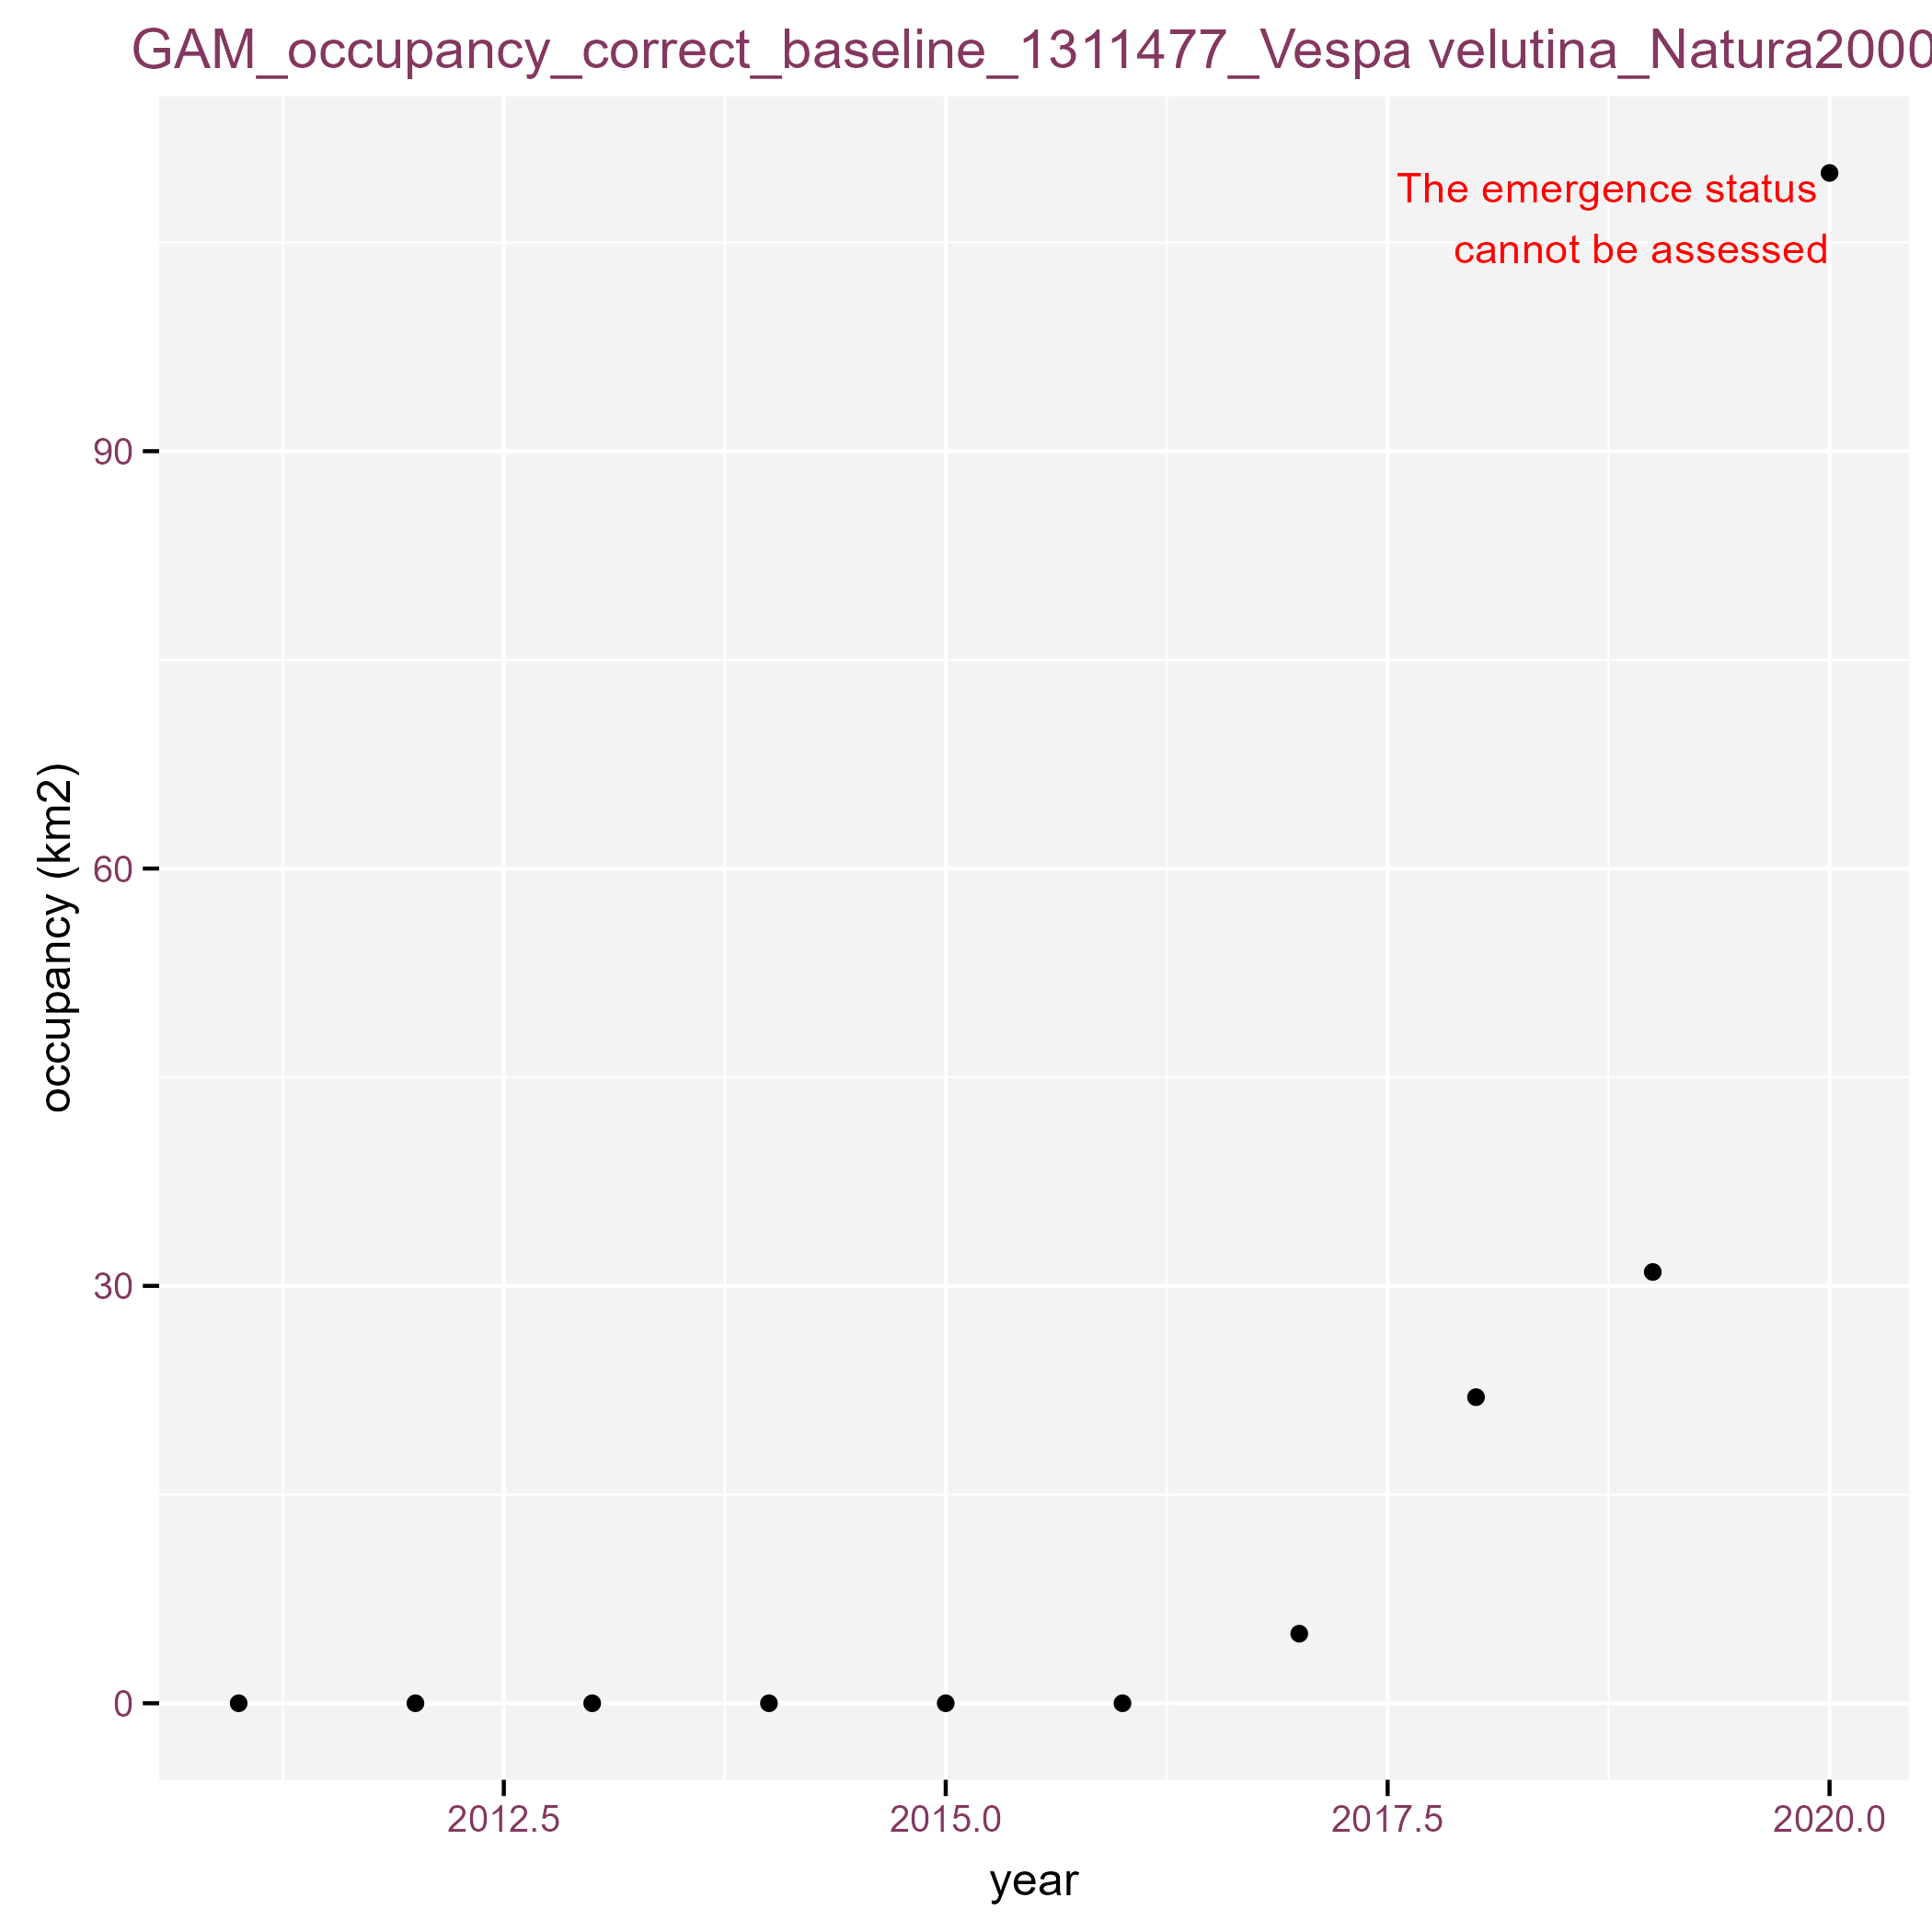 GAM_occupancy_correct_baseline_1311477_Vespa velutina_Natura2000
The emergence status
cannot be assessed
90
60
30
0
occupancy (km2)
2012.5 2015.0 2017.5 2020.0
year